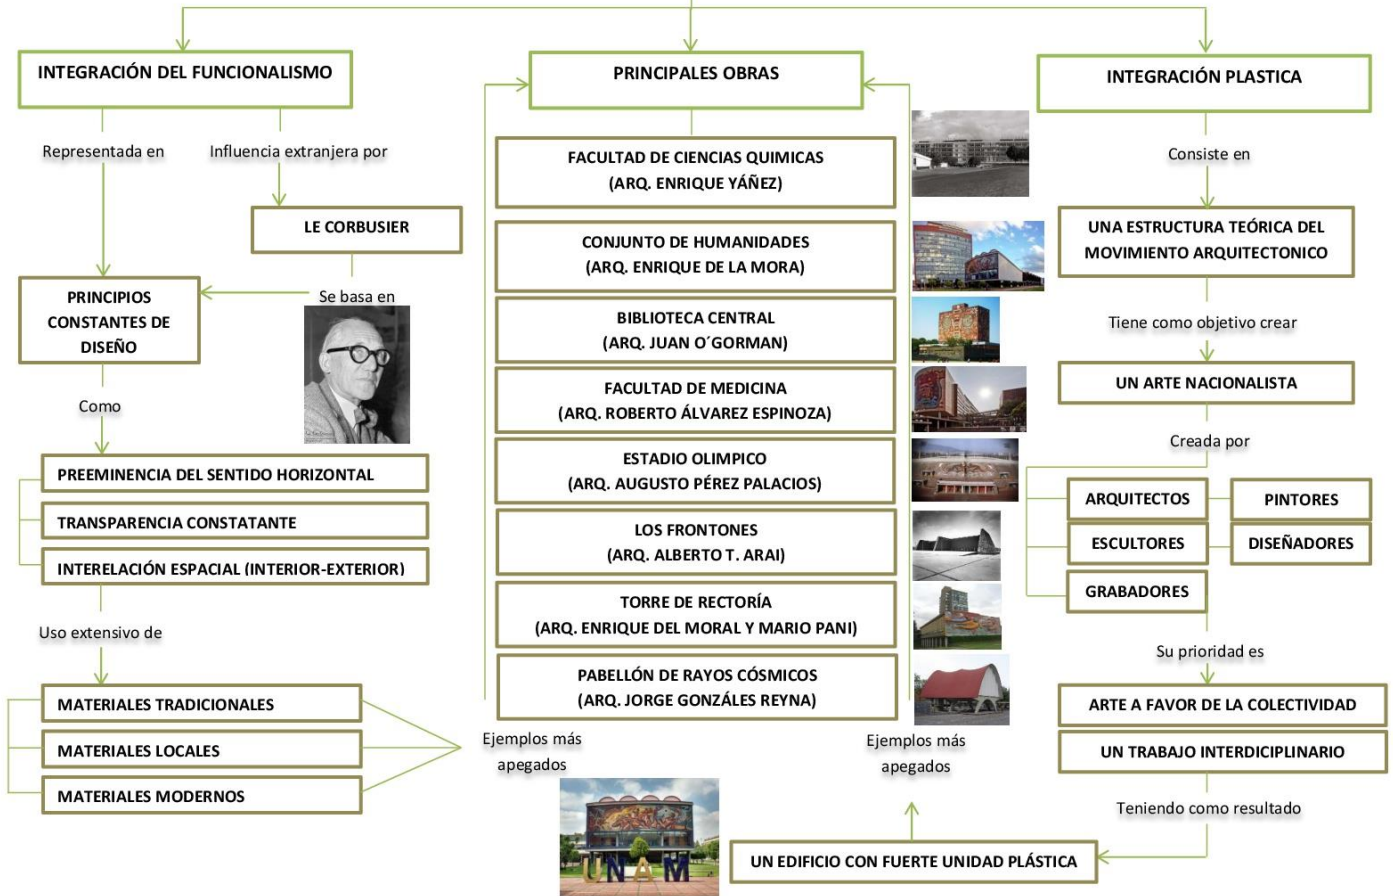 INTEGRACIÓN DEL FUNCIONALISMO
Representada en
Influencia extranjera por
LE CORBUSIER
Se basa en
PRINCIPIOS
CONSTANTES DE
DISEÑO
Como
PREEMINENCIA DEL SENTIDO HORIZONTAL
TRANSPARENCIA CONSTATANTE
INTERELACIÓN ESPACIAL (INTERIOR-EXTERIOR)
Uso extensivo de
MATERIALES TRADICIONALES
MATERIALES LOCALES
MATERIALES MODERNOS
Ejemplos más
apegados
PRINCIPALES OBRAS
FACULTAD DE CIENCIAS QUIMICAS
(ARQ. ENRIQUE YÁÑEZ)
CONJUNTO DE HUMANIDADES
(ARQ. ENRIQUE DE LA MORA)
BIBLIOTECA CENTRAL
(ARQ. JUAN O´GORMAN)
FACULTAD DE MEDICINA
(ARQ. ROBERTO ÁLVAREZ ESPINOZA)
ESTADIO OLIMPICO
(ARQ. AUGUSTO PÉREZ PALACIOS)
LOS FRONTONES
(ARQ. ALBERTO T. ARAI)
TORRE DE RECTORÍA
(ARQ. ENRIQUE DEL MORAL Y MARIO PANI)
PABELLÓN DE RAYOS CÓSMICOS
(ARQ. JORGE GONZÁLES REYNA)
UNAM
INTEGRACIÓN PLASTICA
Consiste en
UNA ESTRUCTURA TEÓRICA DEL
MOVIMIENTO ARQUITECTONICO
Tiene como objetivo crear
UN ARTE NACIONALISTA
Creada por
ARQUITECTOS
PINTORES
ESCULTORES
DISEÑADORES
GRABADORES
Su prioridad es
ARTE A FAVOR DE LA COLECTIVIDAD
UN TRABAJO INTERDICIPLINARIO
Teniendo como resultado
UN EDIFICIO CON FUERTE UNIDAD PLÁSTICA
Ejemplos más
apegados